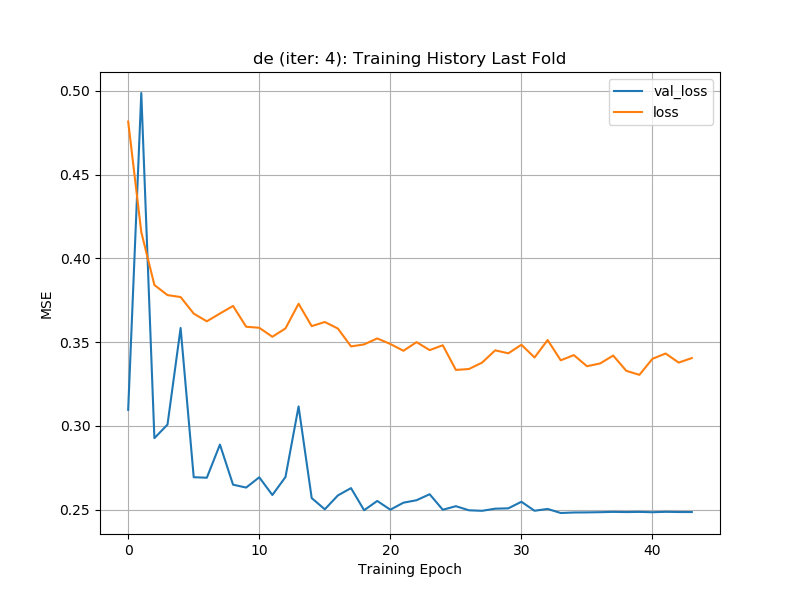 de (iter: 4): Training History Last Fold
val_loss
loss
MSE
0.50
0.45
0.40
0.35
0.30
0.25
0
10
20
30
40
Training Epoch